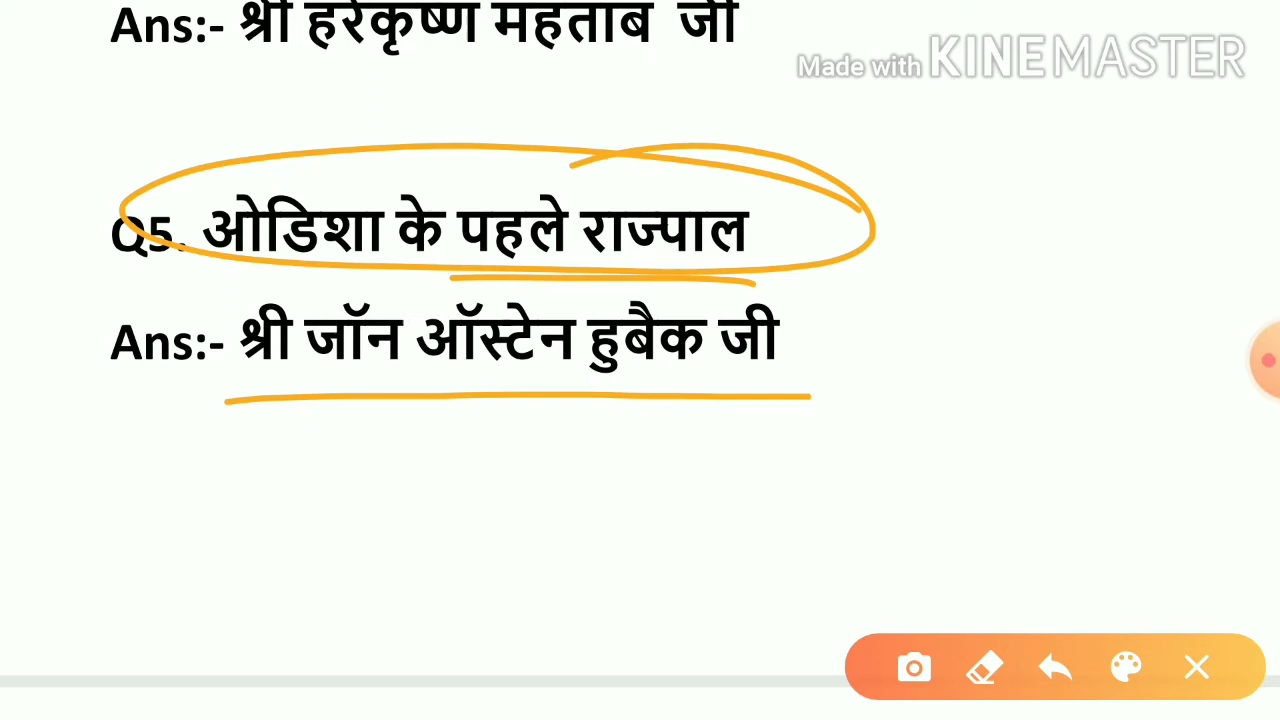 Ans:- श्री हरेकृष्ण महताब जी
Made with KINEMASTER
Q5. ओडिशा के पहले राज्पाल
Ans:- श्री जॉन ऑस्टेन हुबैक जी